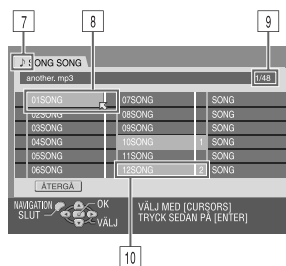 7
8
9
♪ SONG SONG
another. mp3
1/48
01SONG 07SONG SONG
02SONG 08SONG SONG
03SONG 09SONG SONG
04SONG 10SONG 1 SONG
05SONG 11SONG SONG
06SONG 12SONG 2 SONG
ÅTERGÅ
NAVIGATION
SLUT
OK
VÄLJ
VÄLJ MED [CURSORS]
TRYCK SEDAN PÅ [ENTER]
10